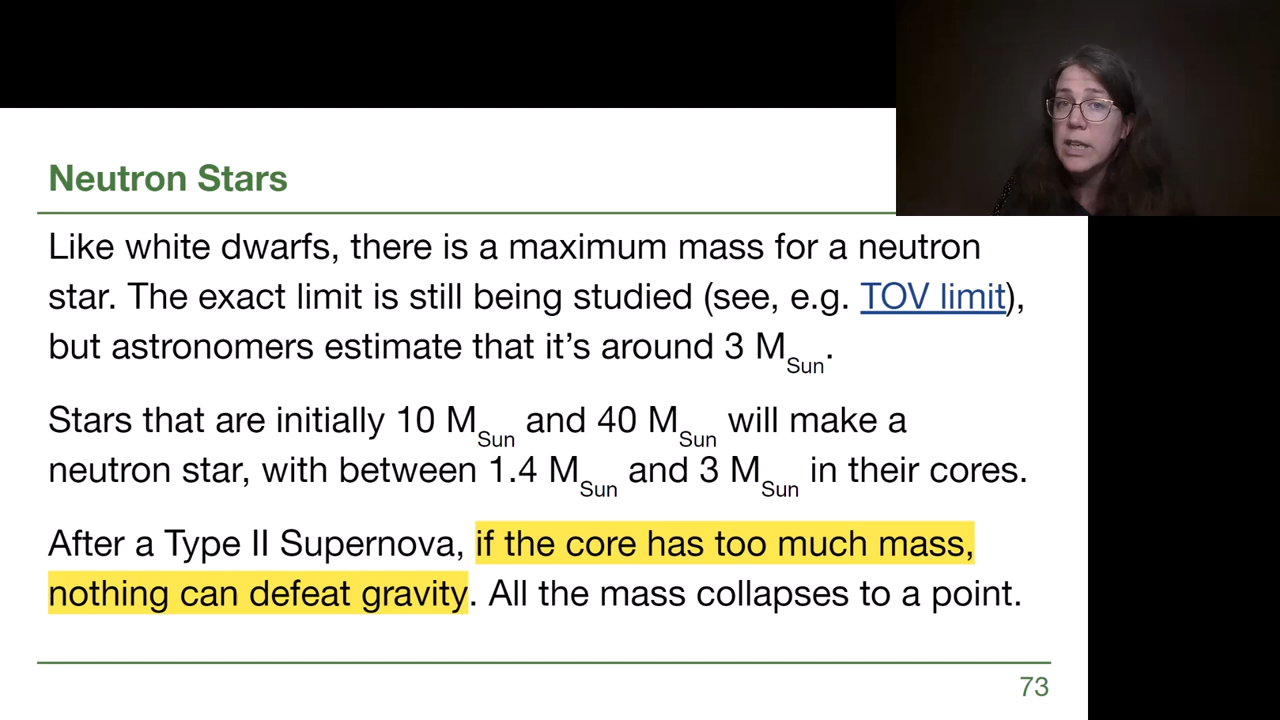 Neutron Stars
Like white dwarfs, there is a maximum mass for a neutron
star. The exact limit is still being studied (see, e.g. TOV limit),
but astronomers estimate that it’s around 3 MSun.
Stars that are initially 10 MSun and 40 MSun will make a
neutron star, with between 1.4 MSun and 3 MSun in their cores.
After a Type II Supernova, if the core has too much mass,
nothing can defeat gravity. All the mass collapses to a point.
73